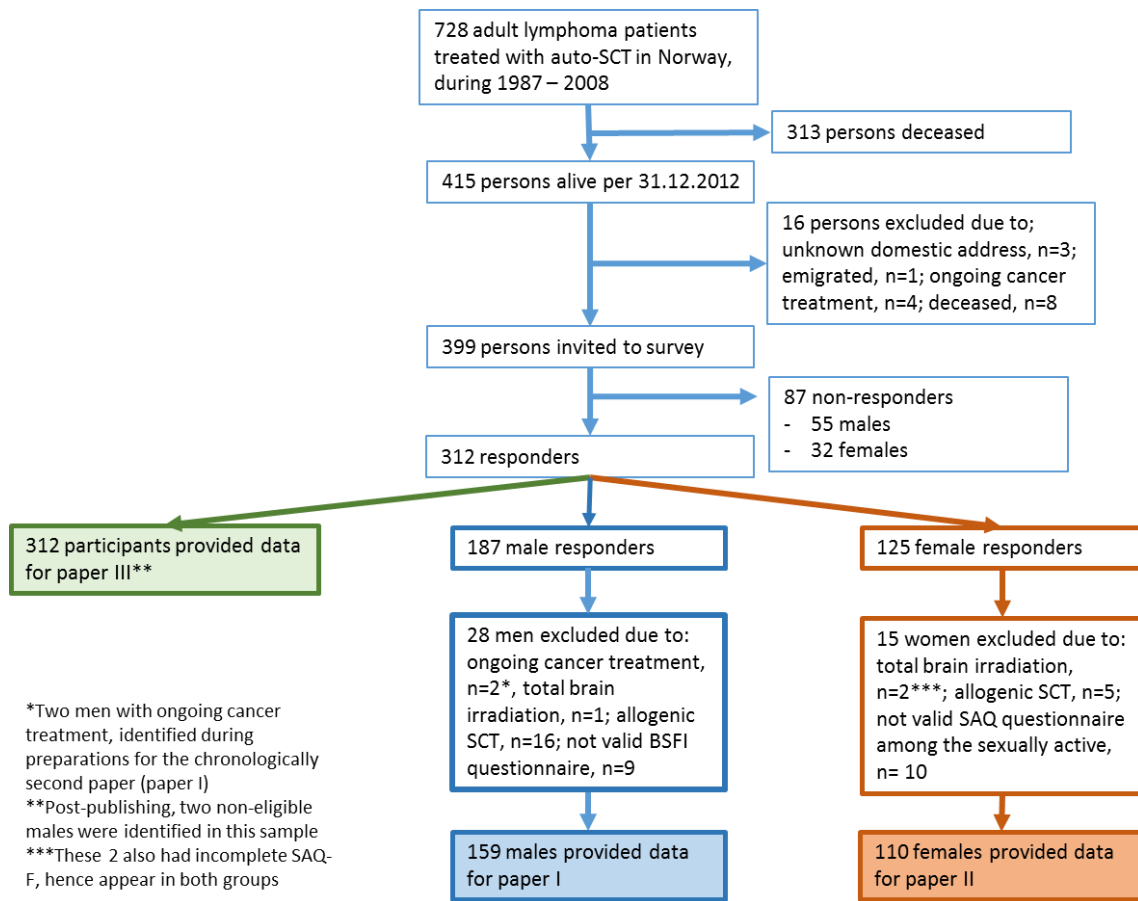 728 adult lymphoma patients
treated with auto-SCT in Norway,
during 1987 – 2008
313 persons deceased
415 persons alive per 31.12.2012
16 persons excluded due to;
unknown domestic address, n=3;
emigrated, n=1; ongoing cancer
treatment, n=4; deceased, n=8
399 persons invited to survey
87 non-responders
- 55 males
- 32 females
312 responders
312 participants provided data
for paper III**
187 male responders
125 female responders
28 men excluded due to:
ongoing cancer treatment,
n=2*, total brain
irradiation, n=1; allogenic
SCT, n=16; not valid BSFI
questionnaire, n=9
15 women excluded due to:
total brain irradiation,
n=2***; allogenic SCT, n=5;
not valid SAQ questionnaire
among the sexually active,
n= 10
*Two men with ongoing cancer
treatment, identified during
preparations for the chronologically
second paper (paper I)
**Post-publishing, two non-eligible
males were identified in this sample
***These 2 also had incomplete SAQ-
F, hence appear in both groups
159 males provided data
for paper I
110 females provided data
for paper II